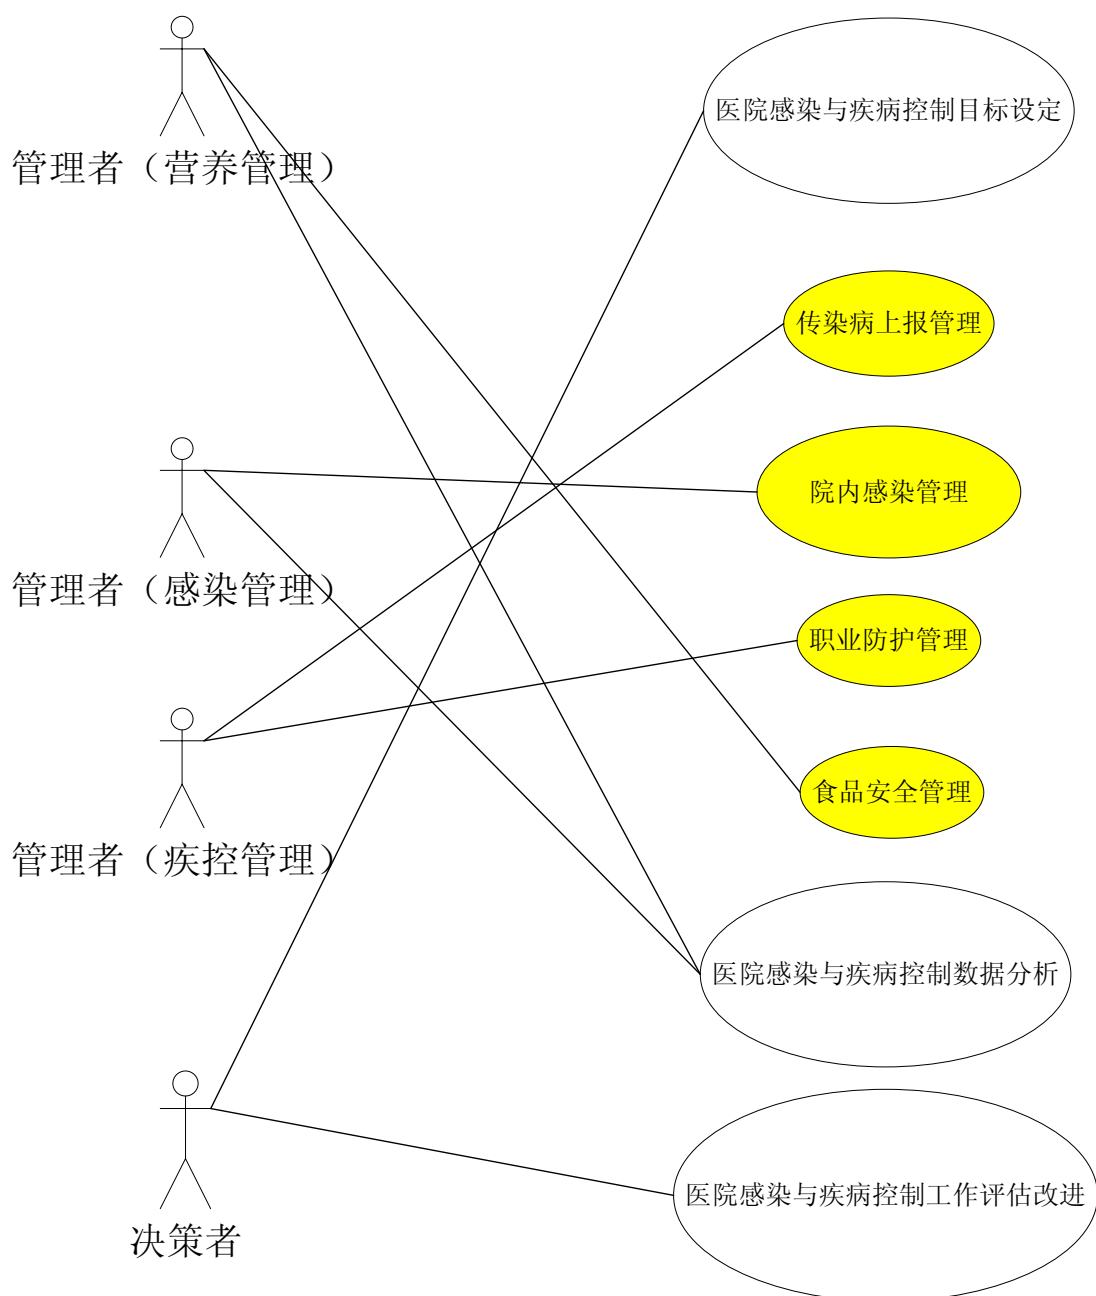 医院感染与疾病控制目标设定
管理者（营养管理）
传染病上报管理
院内感染管理
管理者（感染管理）
职业防护管理
食品安全管理
管理者（疾控管理）
医院感染与疾病控制数据分析
医院感染与疾病控制工作评估改进
决策者